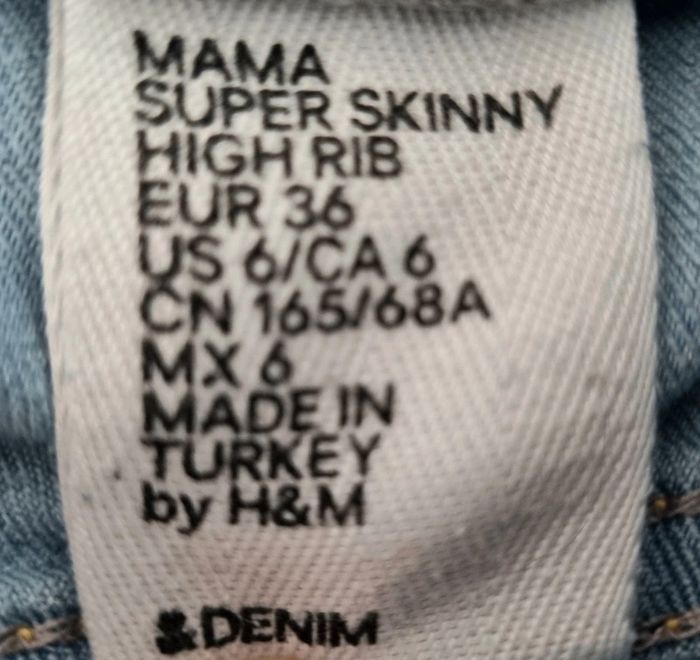 MAMA
SUPER SKINNY
HIGH RIB
EUR 36
US 6/CA 6
CN 165/68A
MX 6
MADE IN
TURKEY
by H&M
&DENIM